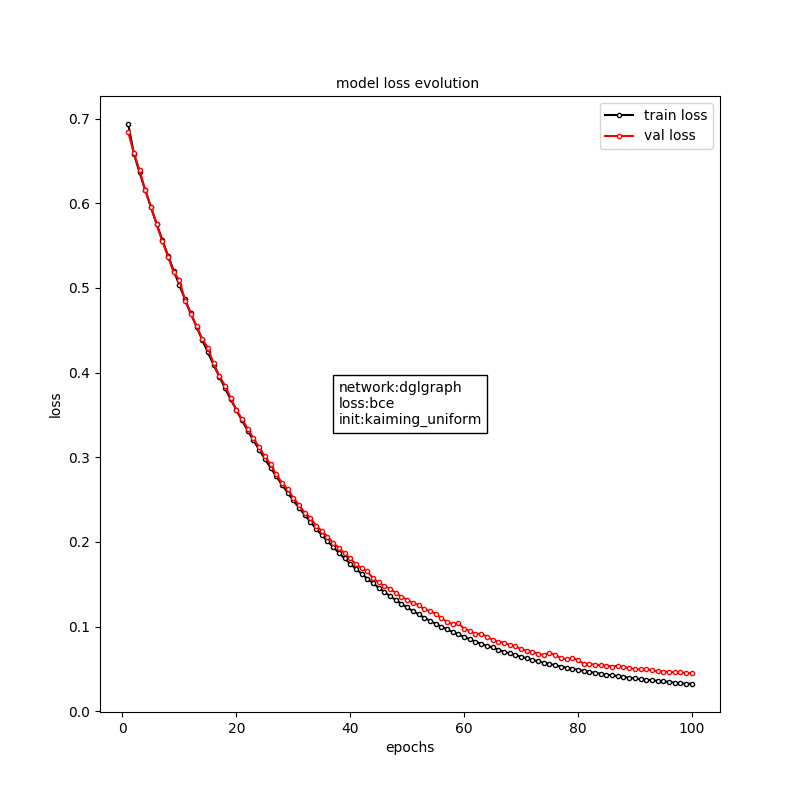 model loss evolution
train loss
val loss
0.7
0.6
0.5
0.4
0.3
0.2
0.1
0.0
loss
network:dglgraph
loss:bce
init:kaiming_uniform
0 20 40 60 80 100
epochs